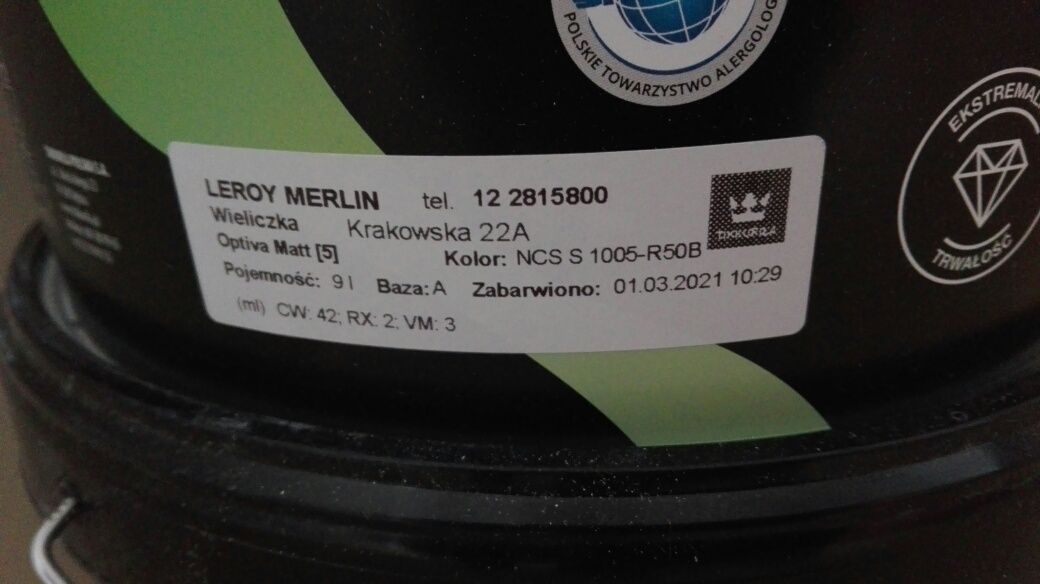 POLSKIE TOWARZYSTWO
EKSTREMAL
TRWAŁOŚĆ
LEROY MERLIN tel. 12 2815800
Wieliczka Krakowska 22A
TIKKURILA
Optiva Matt [5] Kolor: NCS S 1005-R50B
Pojemność: 9 l Baza: A Zabarwiono: 01.03.2021 10:29
(ml) CW: 42; RX: 2; VM: 3